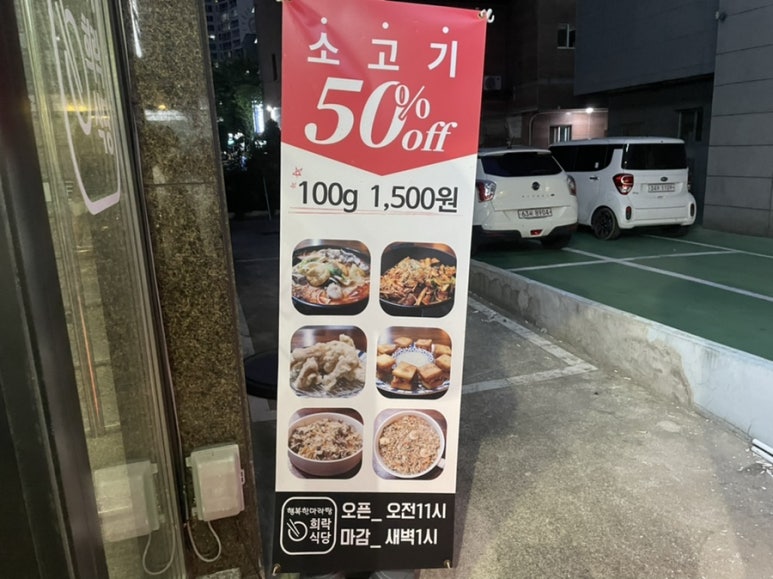 소고기
50%
off
100g 1,500원
행복한마라탕
희락
식당
오픈_ 오전11시
마감_ 새벽1시